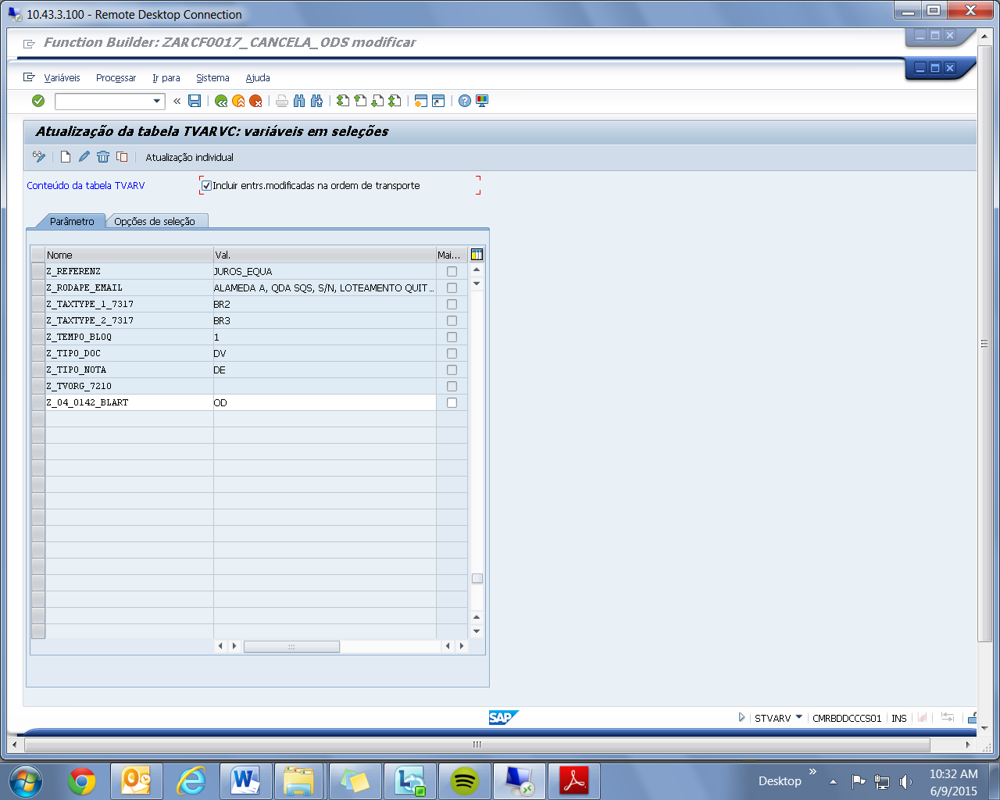 10.43.3.100 - Remote Desktop Connection
Function Builder: ZARCF0017_CANCELA_ODS modificar
Variáveis Processar Ir para Sistema Ajuda
Atualização da tabela TVARVC: variáveis em seleções
Atualização individual
Conteúdo da tabela TVARV Incluir entrs.modificadas na ordem de transporte
Parâmetro Opções de seleção
Nome Val. Mai...
Z_REFERENZ JUROS_EQUA
Z_RODAPE_EMAIL ALAMEDA A, QDA SQS, S/N, LOTEAMENTO QUIT...
Z_TAXTYPE_1_7317 BR2
Z_TAXTYPE_2_7317 BR3
Z_TEMPO_BLOQ 1
Z_TIPO_DOC DV
Z_TIPO_NOTA DE
Z_TVORG_7210
Z_04_0142_BLART OD
SAP STVARV CMRBDDCCCS01 INS
Desktop
10:32 AM
6/9/2015